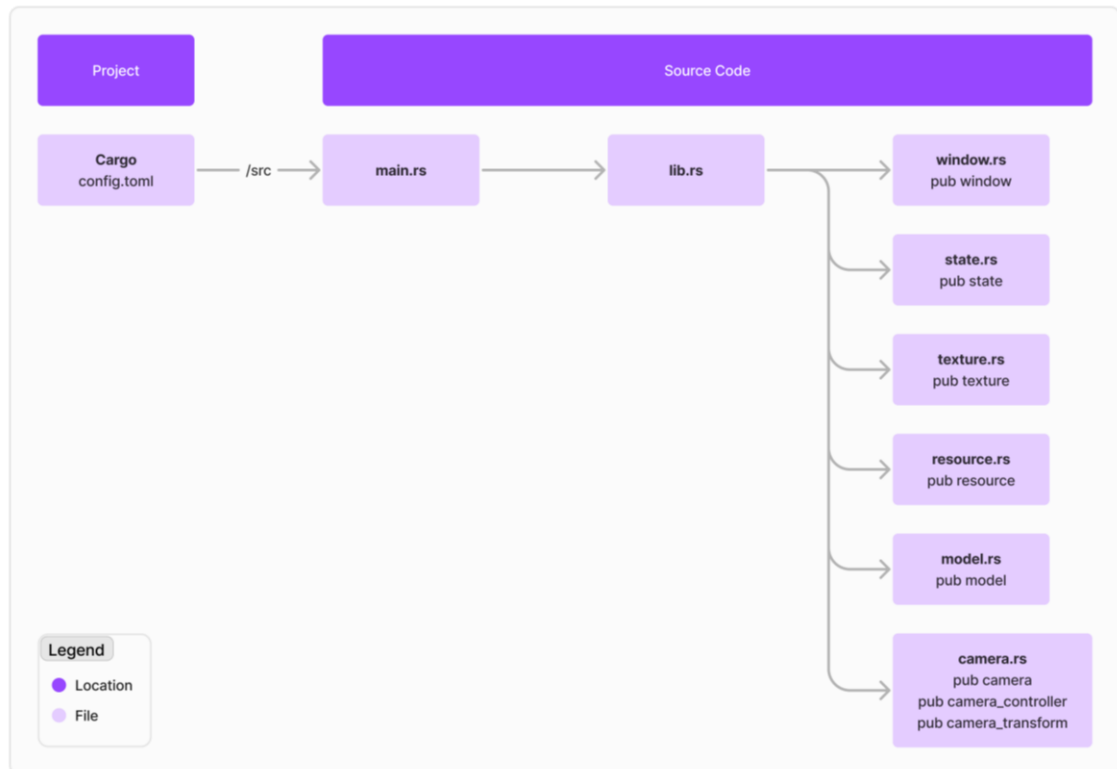 Project
Source Code
Cargo
config.toml
/src
main.rs
lib.rs
window.rs
pub window
state.rs
pub state
texture.rs
pub texture
resource.rs
pub resource
model.rs
pub model
camera.rs
pub camera
pub camera_controller
pub camera_transform
Legend
Location
File